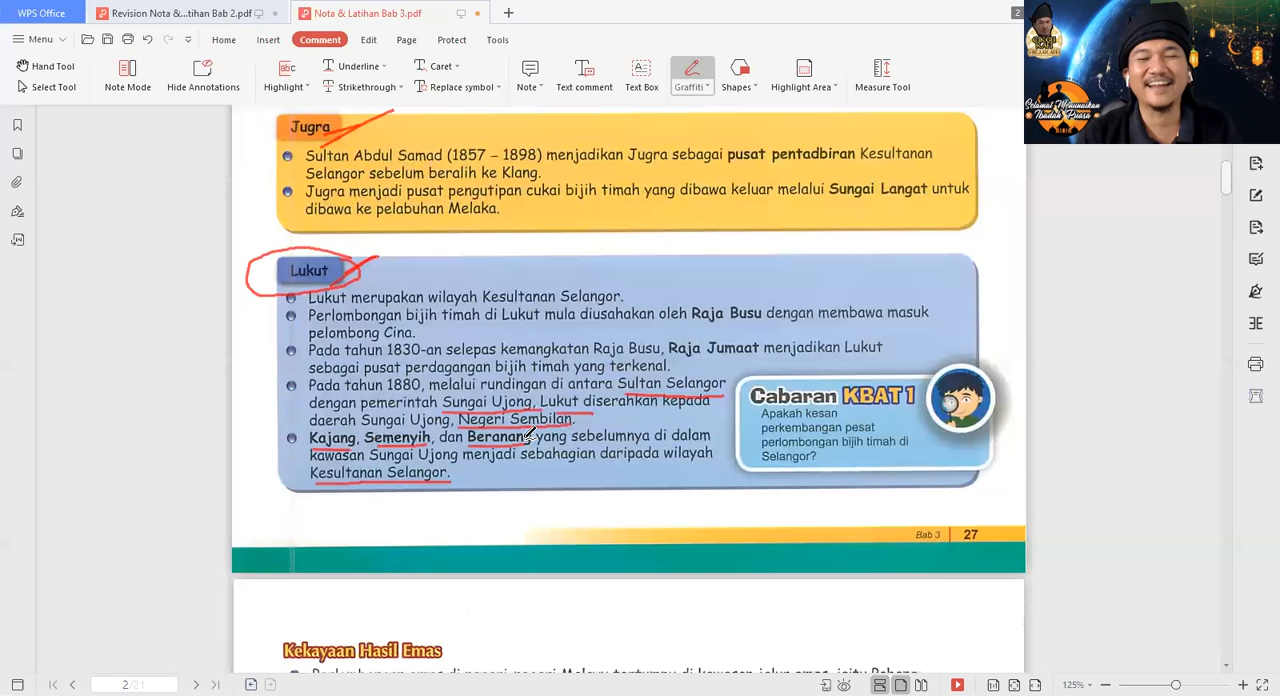 WPS Office
Revision Nota &...tihan Bab 2.pdf
Nota & Latihan Bab 3.pdf
2
Menu
Home
Insert
Comment
Edit
Page
Protect
Tools
Hand Tool
Select Tool
Note Mode
Hide Annotations
Highlight
Underline
Strikethrough
Caret
Replace symbol
Note
Text comment
Text Box
Graffiti
Shapes
Highlight Area
Measure Tool
Selamat Menunaikan
Ibadah Puasa
Jugra
Sultan Abdul Samad (1857 – 1898) menjadikan Jugra sebagai pusat pentadbiran Kesultanan
Selangor sebelum beralih ke Klang.
Jugra menjadi pusat pengutipan cukai bijih timah yang dibawa keluar melalui Sungai Langat untuk
dibawa ke pelabuhan Melaka.
Lukut
Lukut merupakan wilayah Kesultanan Selangor.
Perlombongan bijih timah di Lukut mula diusahakan oleh Raja Busu dengan membawa masuk
pelombong Cina.
Pada tahun 1830-an selepas kemangkatan Raja Busu, Raja Jumaat menjadikan Lukut
sebagai pusat perdagangan bijih timah yang terkenal.
Pada tahun 1880, melalui rundingan di antara Sultan Selangor
dengan pemerintah Sungai Ujong, Lukut diserahkan kepada
daerah Sungai Ujong, Negeri Sembilan.
Kajang, Semenyih, dan Beranang yang sebelumnya di dalam
kawasan Sungai Ujong menjadi sebahagian daripada wilayah
Kesultanan Selangor.
Cabaran KBAT 1
Apakah kesan
perkembangan pesat
perlombongan bijih timah di
Selangor?
Bab 3 27
Kekayaan Hasil Emas
2/21
125%